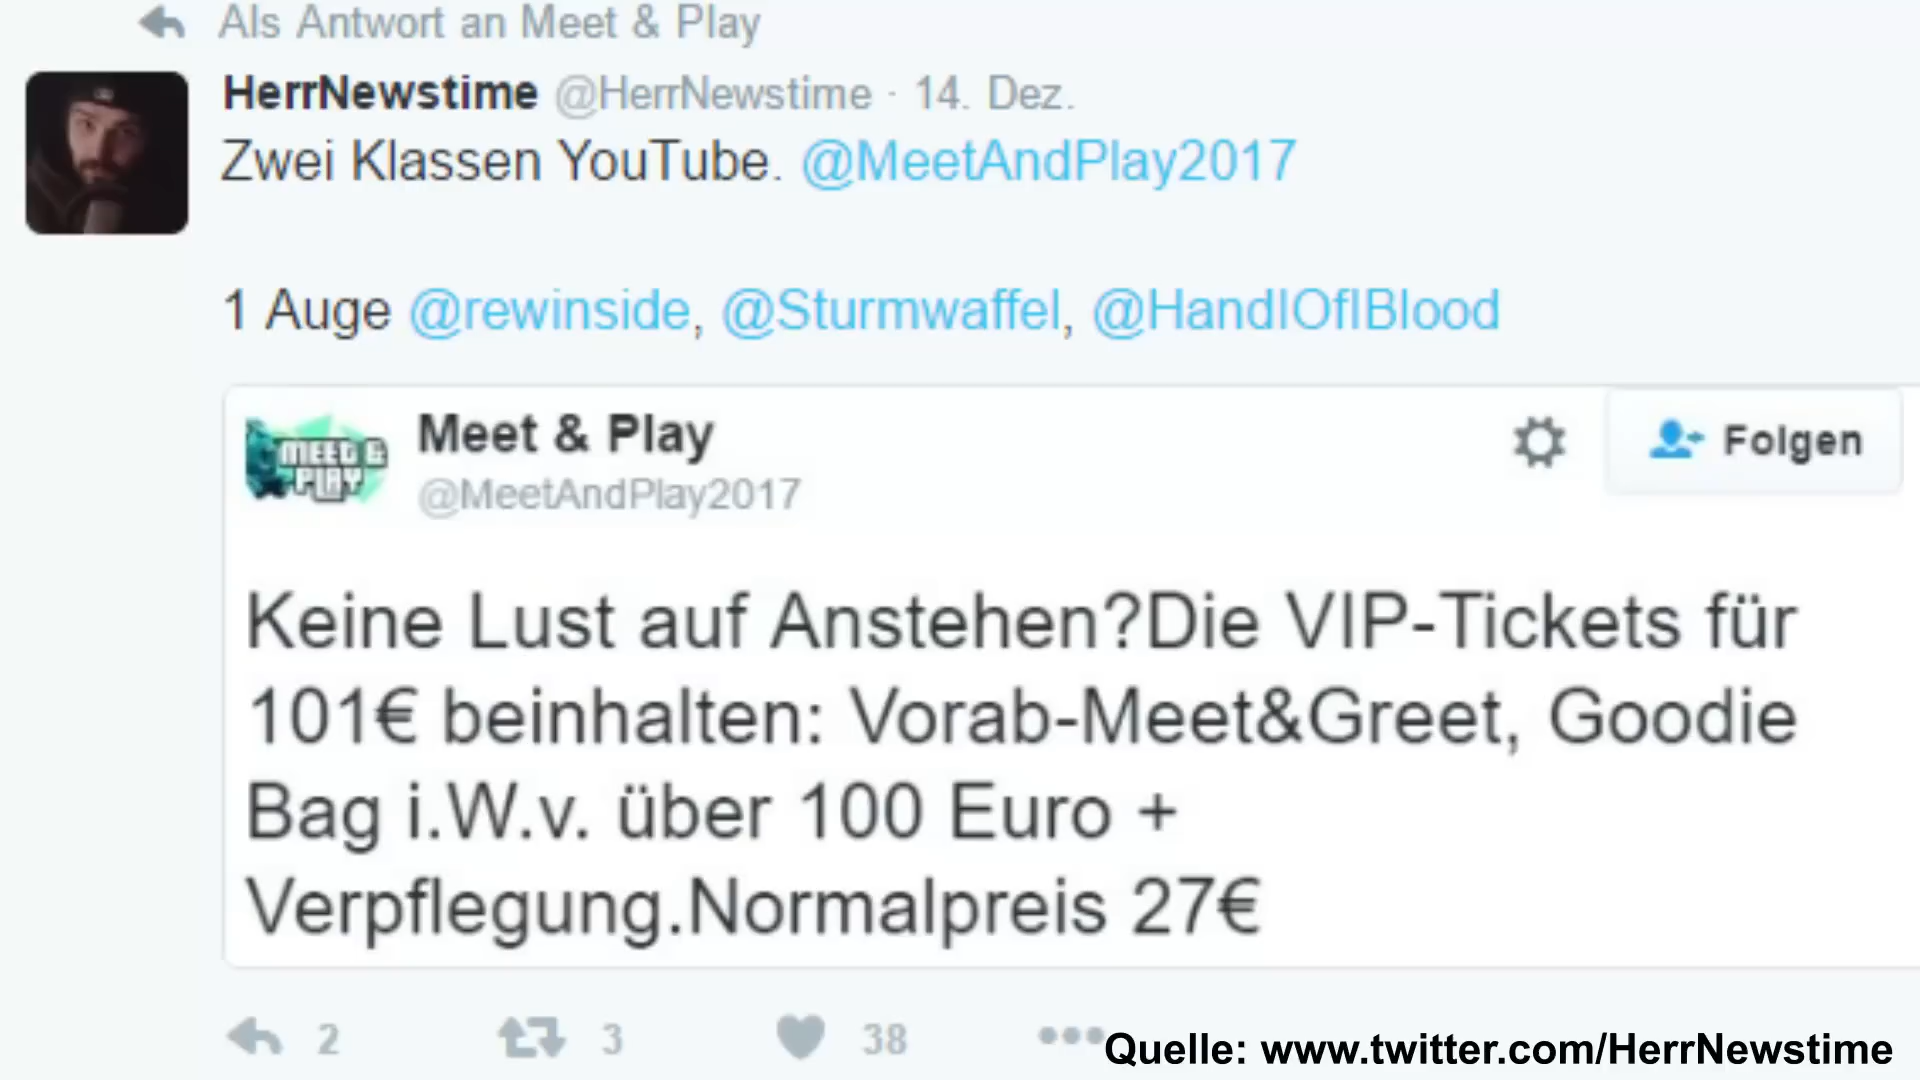 Als Antwort an Meet & Play
HerrNewstime @HerrNewstime · 14. Dez.
Zwei Klassen YouTube. @MeetAndPlay2017
1 Auge @rewinside, @Sturmwaffel, @HandIOfIBlood
MEET & PLAY
Meet & Play
Folgen
@MeetAndPlay2017
Keine Lust auf Anstehen?Die VIP-Tickets für
101€ beinhalten: Vorab-Meet&Greet, Goodie
Bag i.W.v. über 100 Euro +
Verpflegung.Normalpreis 27€
2 3 38
Quelle: www.twitter.com/HerrNewstime